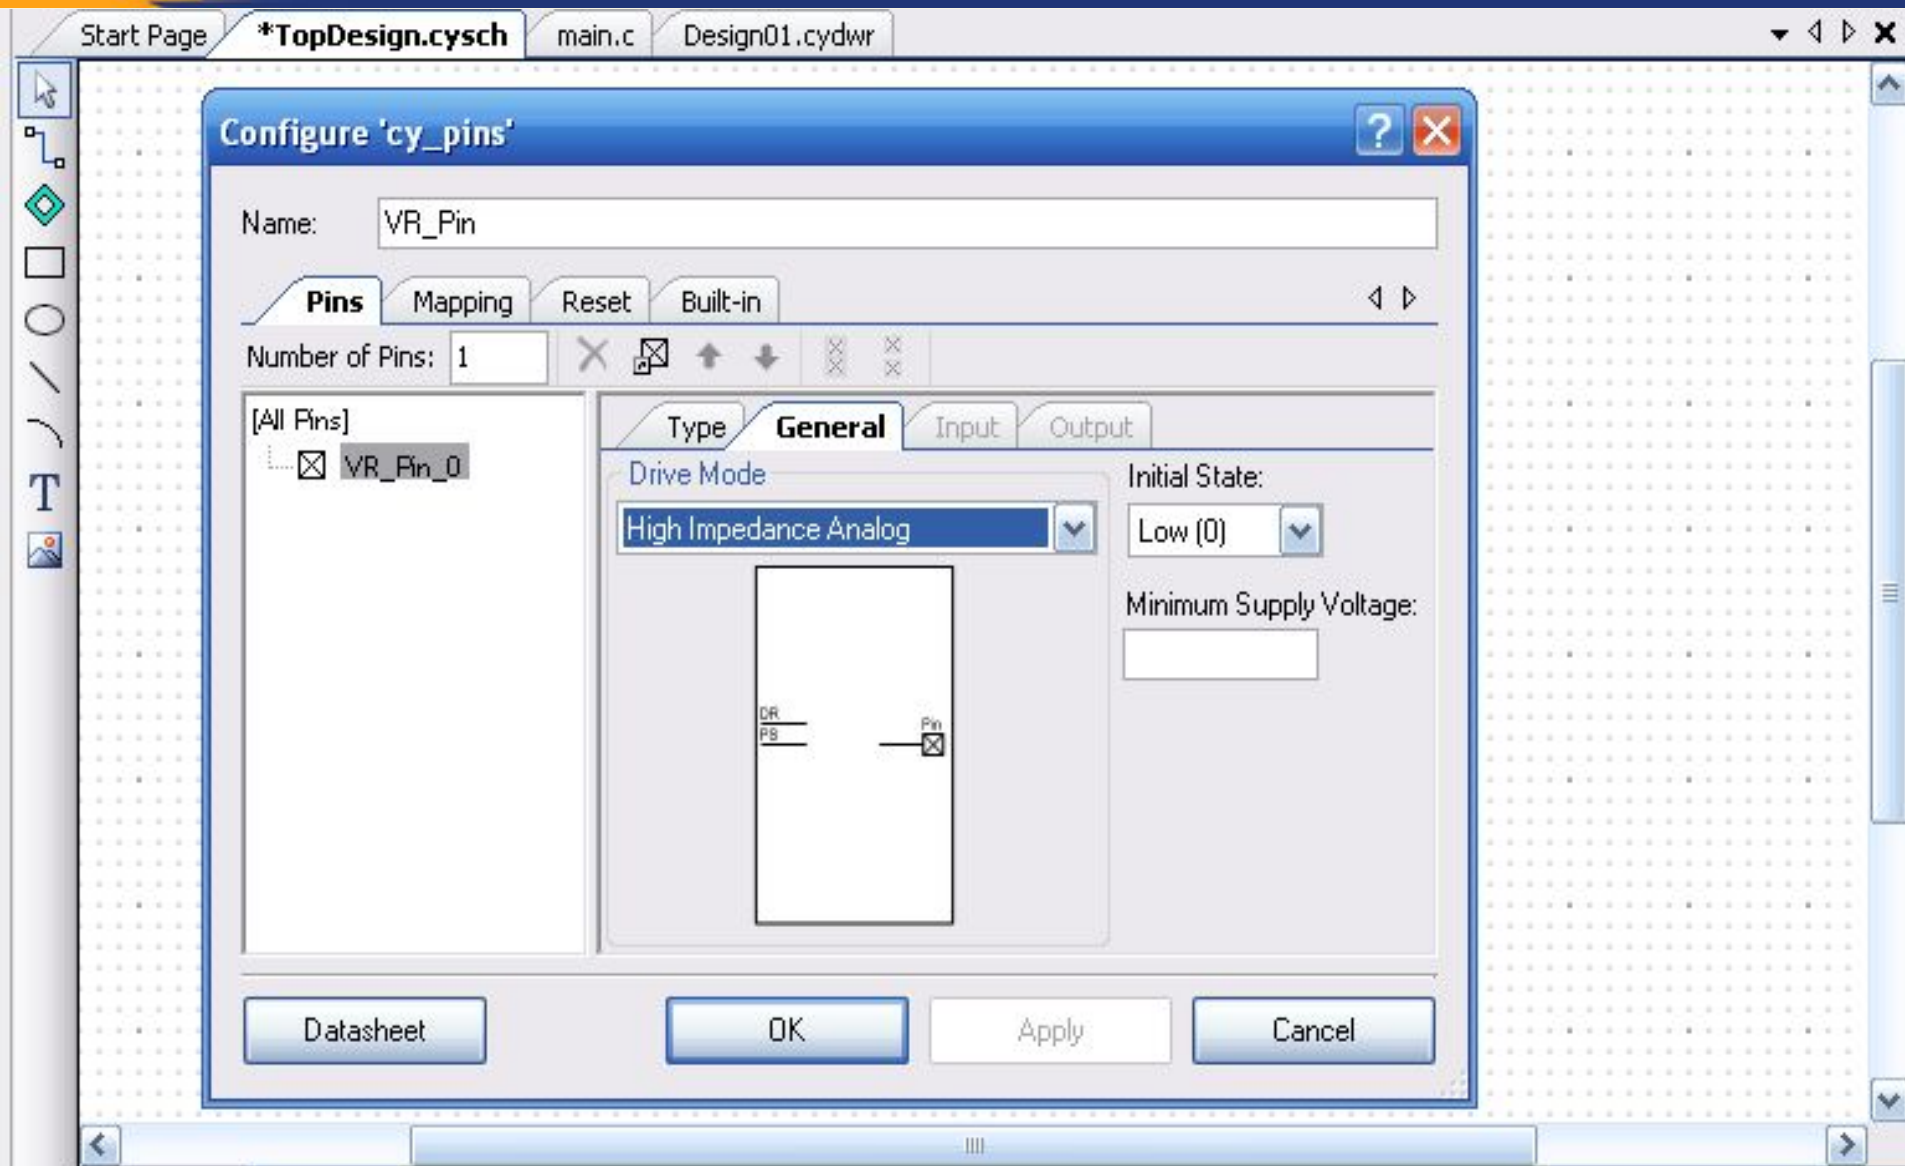 Start Page *TopDesign.cysch main.c Design01.cydwr
Configure 'cy_pins'
Name: VR_Pin
Pins Mapping Reset Built-in
Number of Pins: 1
[All Pins]
VR_Pin_0
Type General Input Output
Drive Mode
High Impedance Analog
Initial State:
Low (0)
Minimum Supply Voltage:
DR
PS
Pin
T
Datasheet OK Apply Cancel